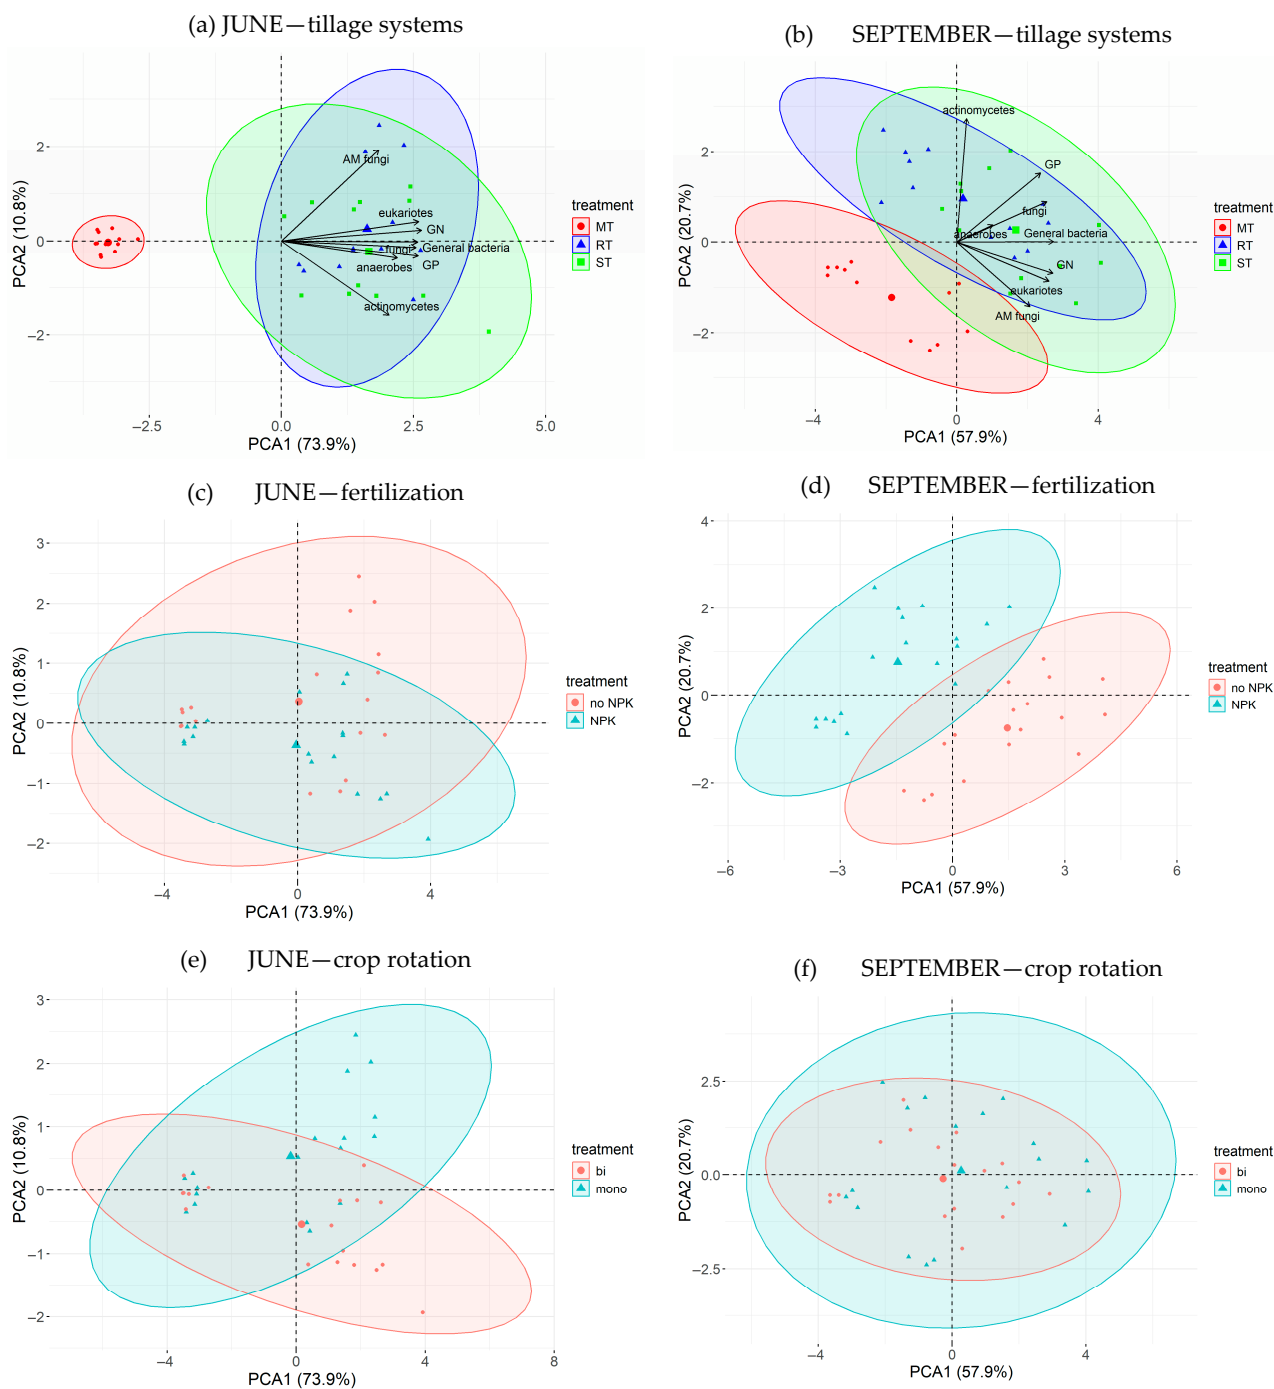 (a) JUNE—tillage systems
PCA2 (10.8%)
2
0
−2
−2.5
0.0
2.5
5.0
PCA1 (73.9%)
AM fungi
eukariotes
GN
General bacteria
fungi
GP
anaerobes
actinomycetes
treatment
MT
RT
ST
(b) SEPTEMBER—tillage systems
PCA2 (20.7%)
2
0
−2
−4
0
4
PCA1 (57.9%)
actinomycetes
GP
fungi
anaerobes
General bacteria
GN
eukariotes
AM fungi
treatment
MT
RT
ST
(c) JUNE—fertilization
PCA2 (10.8%)
3
2
1
0
−1
−2
−4
0
4
PCA1 (73.9%)
treatment
no NPK
NPK
(d) SEPTEMBER—fertilization
PCA2 (20.7%)
4
2
0
−2
−6
−3
0
3
6
PCA1 (57.9%)
treatment
no NPK
NPK
(e) JUNE—crop rotation
PCA2 (10.8%)
3
2
1
0
−1
−2
−4
0
4
8
PCA1 (73.9%)
treatment
bi
mono
(f) SEPTEMBER—crop rotation
PCA2 (20.7%)
2.5
0.0
−2.5
−4
0
4
PCA1 (57.9%)
treatment
bi
mono